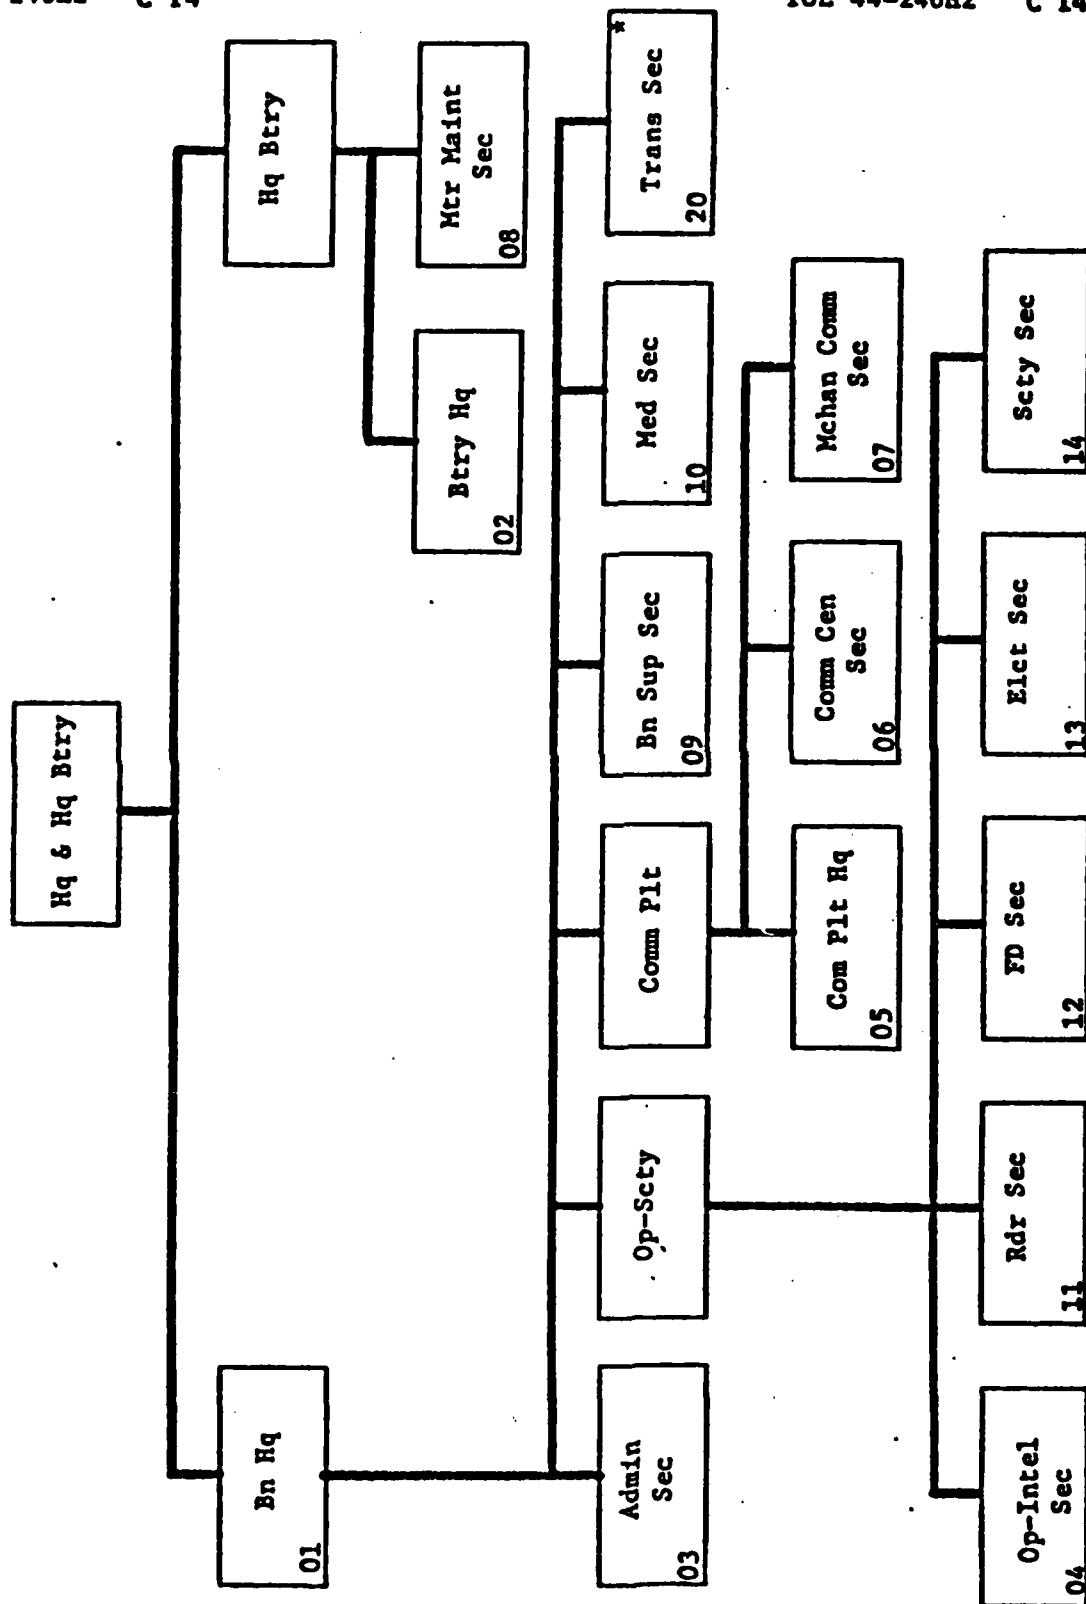 C 14
TOE 44-246H2 C 14
Hq & Hq Btry
Bn Hq
01
Hq Btry
Btry Hq
02
Mtr Maint
Sec
08
Admin
Sec
03
Op-Scty
Comm Plt
Bn Sup Sec
09
Med Sec
10
Trans Sec
*
20
Com Plt Hq
05
Comm Cen
Sec
06
Mchan Comm
Sec
07
Op-Intel
Sec
04
Rdr Sec
11
FD Sec
12
Elct Sec
13
Scty Sec
14